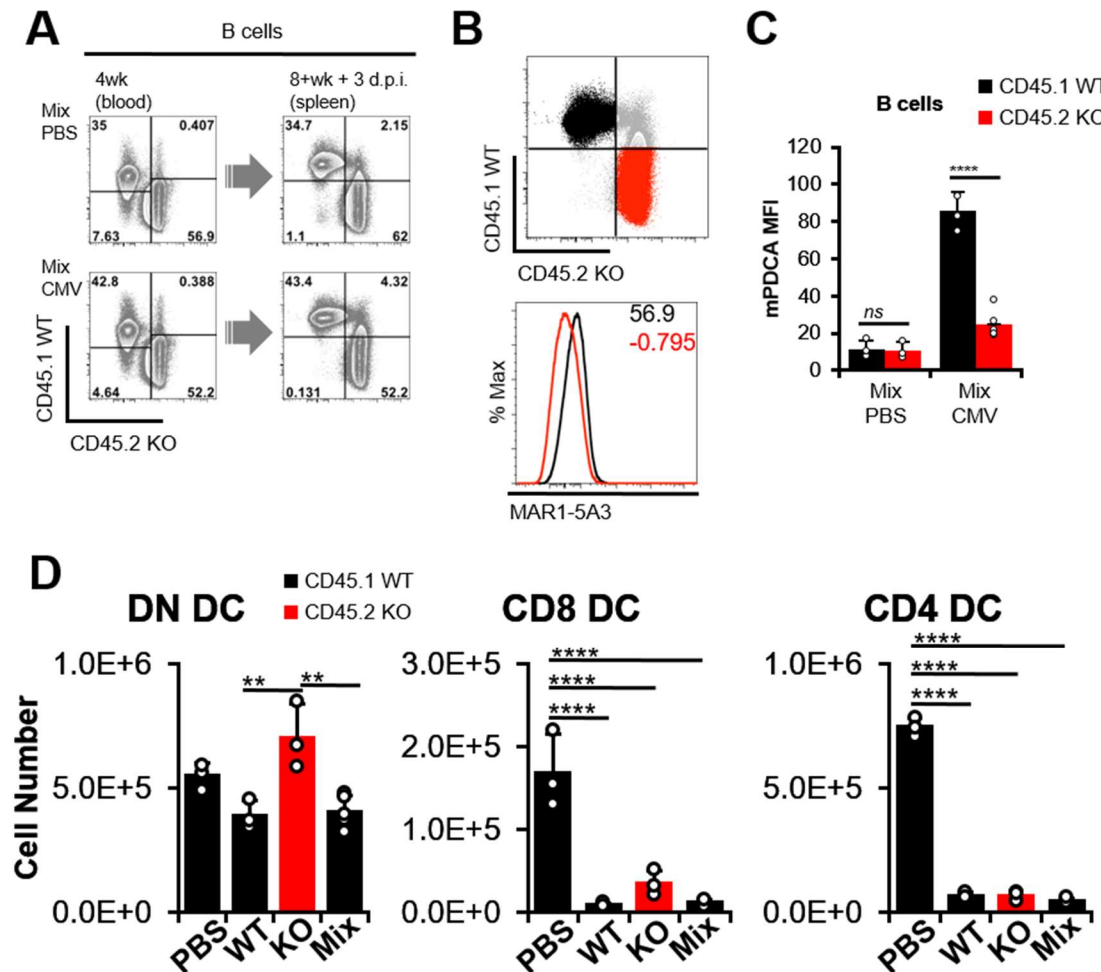 A
B cells
4wk
(blood)
8+wk + 3 d.p.i.
(spleen)
Mix
PBS
35
0.407
7.63
56.9
34.7
2.15
1.1
62
Mix
CMV
42.8
0.388
4.64
52.2
43.4
4.32
0.131
52.2
CD45.1 WT
CD45.2 KO
B
CD45.1 WT
CD45.2 KO
56.9
-0.795
% Max
MAR1-5A3
C
CD45.1 WT
CD45.2 KO
B cells
mPDCA MFI
120
100
80
60
40
20
0
ns
****
Mix
PBS
Mix
CMV
D
CD45.1 WT
CD45.2 KO
DN DC
CD8 DC
CD4 DC
Cell Number
1.0E+6
5.0E+5
0.0E+0
**
**
PBS
WT
KO
Mix
3.0E+5
2.0E+5
1.0E+5
0.0E+0
****
****
****
PBS
WT
KO
Mix
1.0E+6
5.0E+5
0.0E+0
****
****
****
PBS
WT
KO
Mix